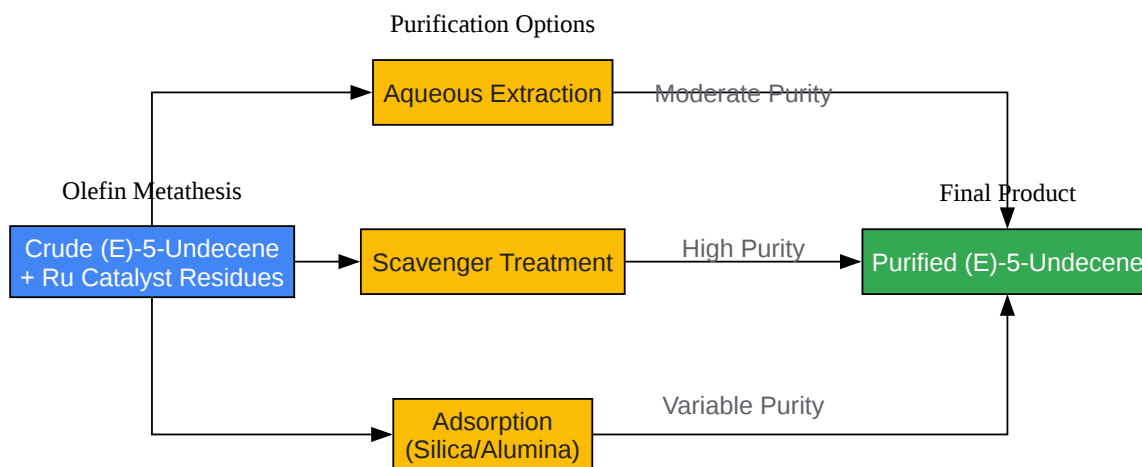 Purification Options
Aqueous Extraction
Moderate Purity
Olefin Metathesis
Final Product
Crude (E)-5-Undecene
+ Ru Catalyst Residues
Scavenger Treatment
High Purity
Purified (E)-5-Undecene
Adsorption
(Silica/Alumina)
Variable Purity